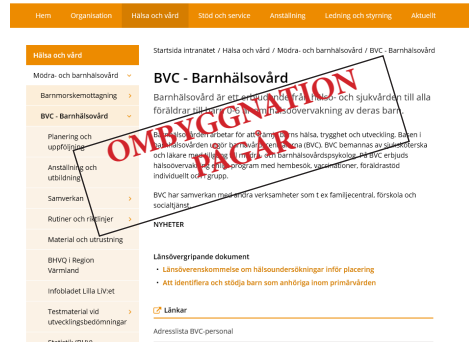 Hem Organisation Hälsa och vård Stöd och service Anställning Ledning och styrning Aktuellt
Startsida intranätet / Hälsa och vård / Mödra- och barnhälsovård / BVC - Barnhälsovård
Hälsa och vård
Mödra- och barnhälsovård
Barnmorskemottagning
BVC - Barnhälsovård
Planering och
uppföljning
Anställning och
utbildning
Samverkan
Rutiner och riktlinjer
Material och utrustning
BHVQ i Region
Värmland
Infobladet Lilla LiV:et
Testmaterial vid
utvecklingsbedömningar
BVC - Barnhälsovård
Barnhälsovård är ett erbjudande från hälso- och sjukvården till alla
föräldrar till barn 0-6 år om hälsoövervakning av deras barn.
OMBYGGNATION
PÅGÅR
Barnhälsovården arbetar för att främja barns hälsa, trygghet och utveckling. Basen i
barnhälsovården utgör barnavårdscentralerna (BVC). BVC bemannas av sjuksköterska
och läkare med tillgång till mödra- och barnhälsovårdspsykolog. På BVC erbjuds
hälsoövervakning enligt program med hembesök, vaccinationer, föräldrastöd
individuellt och i grupp.
BVC har samverkan med andra verksamheter som t ex familjecentral, förskola och
socialtjänst.
NYHETER
Länsövergripande dokument
• Länsöverenskommelse om hälsoundersökningar inför placering
• Att identifiera och stödja barn som anhöriga inom primärvården
Länkar
Adresslista BVC-personal